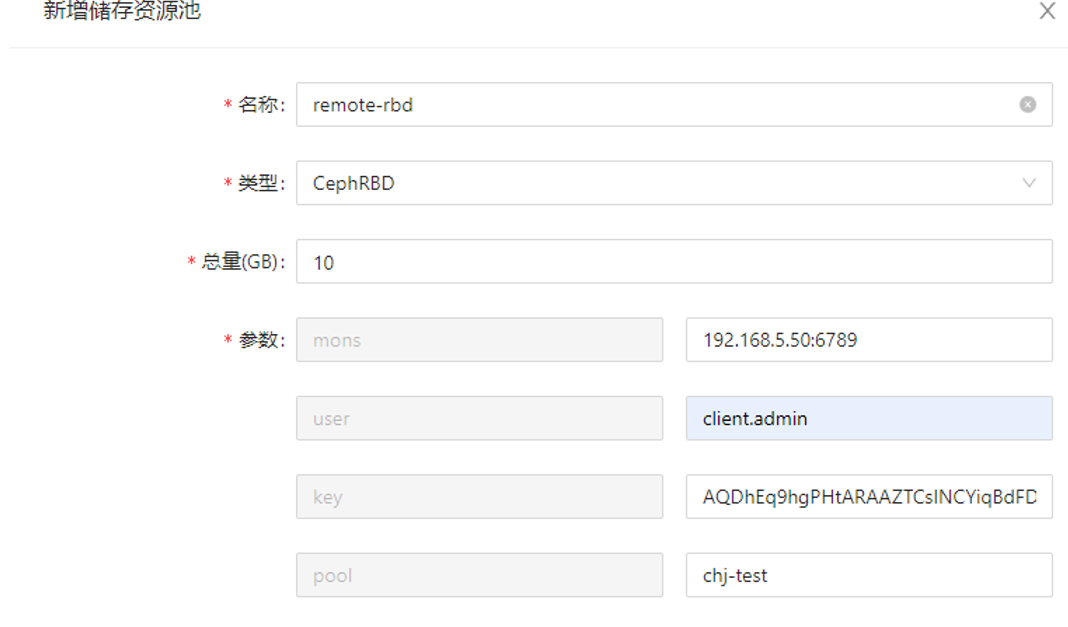 新增储存资源池
* 名称: remote-rbd
* 类型: CephRBD
* 总量(GB): 10
* 参数: mons 192.168.5.50:6789
user client.admin
key AQDhEq9hgPHtARAAZTCsINCYiqBdFD
pool chj-test